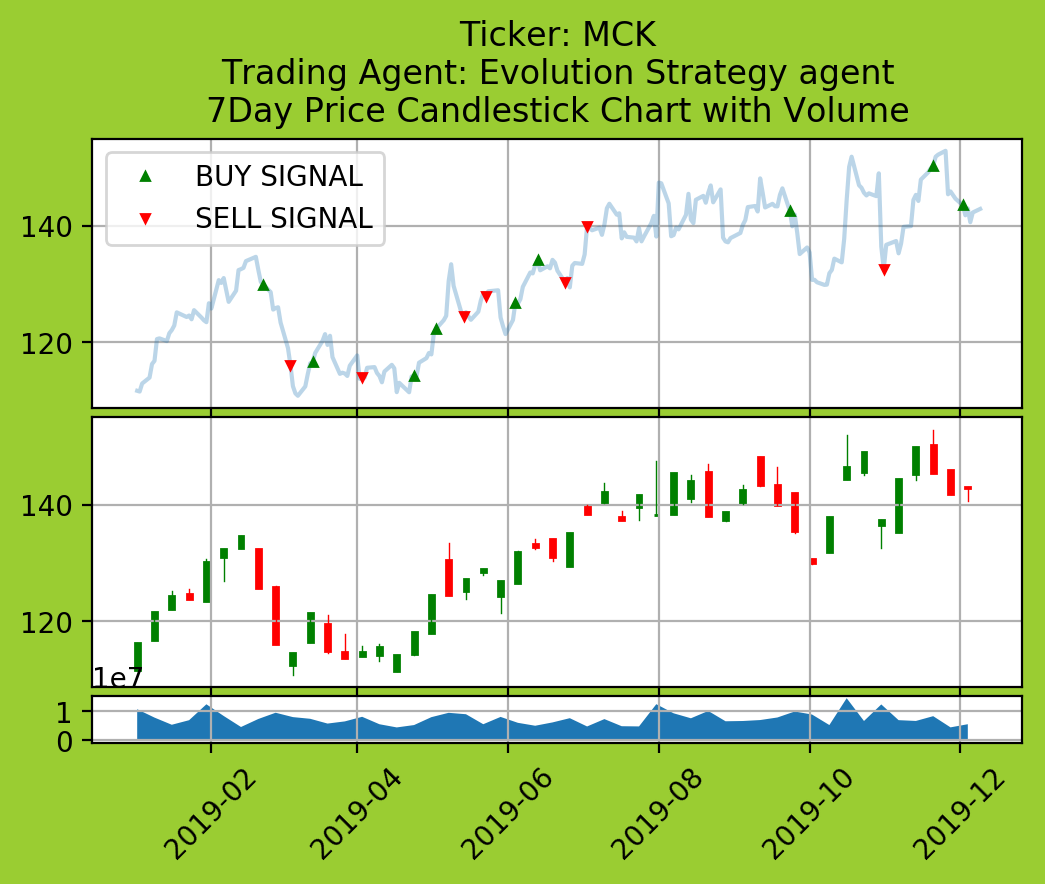 Ticker: MCK
Trading Agent: Evolution Strategy agent
7Day Price Candlestick Chart with Volume
BUY SIGNAL
SELL SIGNAL
140
120
140
120
1e7
1
0
2019-02
2019-04
2019-06
2019-08
2019-10
2019-12